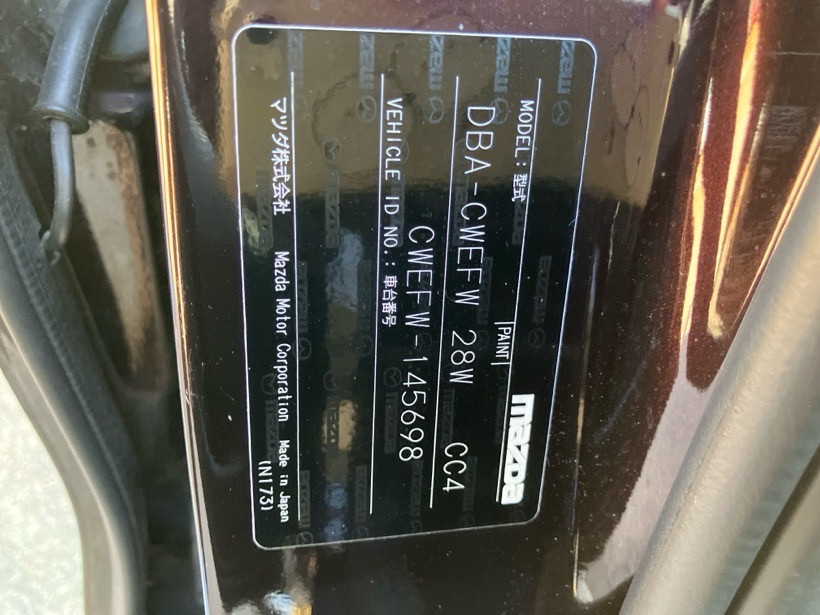 MODEL: 型式
PAINT
mazda
DBA-CWEFW 28W CC4
VEHICLE ID NO.: 車台番号
CWEFW-145698
マツダ株式会社 Mazda Motor Corporation Made in Japan
(N173)